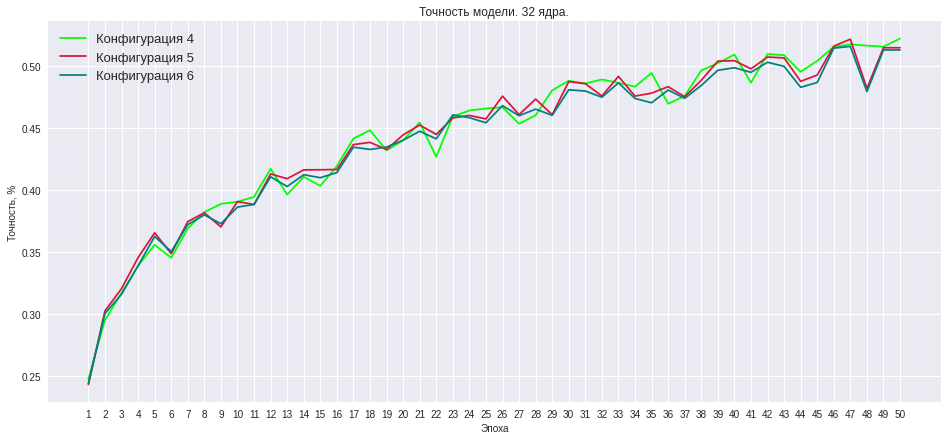 Точность модели. 32 ядра.
Конфигурация 4
Конфигурация 5
Конфигурация 6
Точность, %
0.50
0.45
0.40
0.35
0.30
0.25
1 2 3 4 5 6 7 8 9 10 11 12 13 14 15 16 17 18 19 20 21 22 23 24 25 26 27 28 29 30 31 32 33 34 35 36 37 38 39 40 41 42 43 44 45 46 47 48 49 50
Эпоха